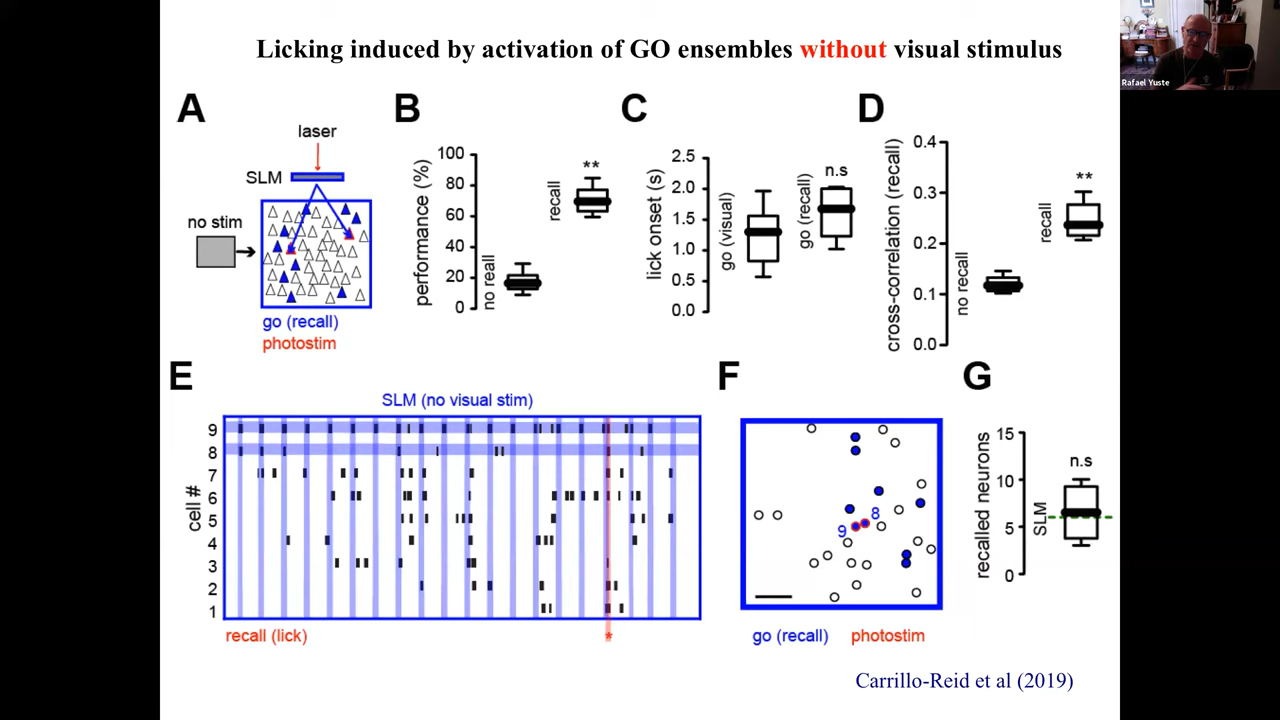 Licking induced by activation of GO ensembles without visual stimulus
Rafael Yuste
A
laser
SLM
no stim
go (recall)
photostim
B
performance (%)
100
80
60
40
20
0
no reall
recall
**
C
lick onset (s)
2.5
2.0
1.5
1.0
0.5
0.0
go (visual)
go (recall)
n.s
D
cross-correlation (recall)
0.4
0.3
0.2
0.1
0.0
no recall
recall
**
E
SLM (no visual stim)
cell #
9
8
7
6
5
4
3
2
1
recall (lick)
*
F
8
9
go (recall)
photostim
G
recalled neurons
15
10
5
0
SLM
n.s
Carrillo-Reid et al (2019)